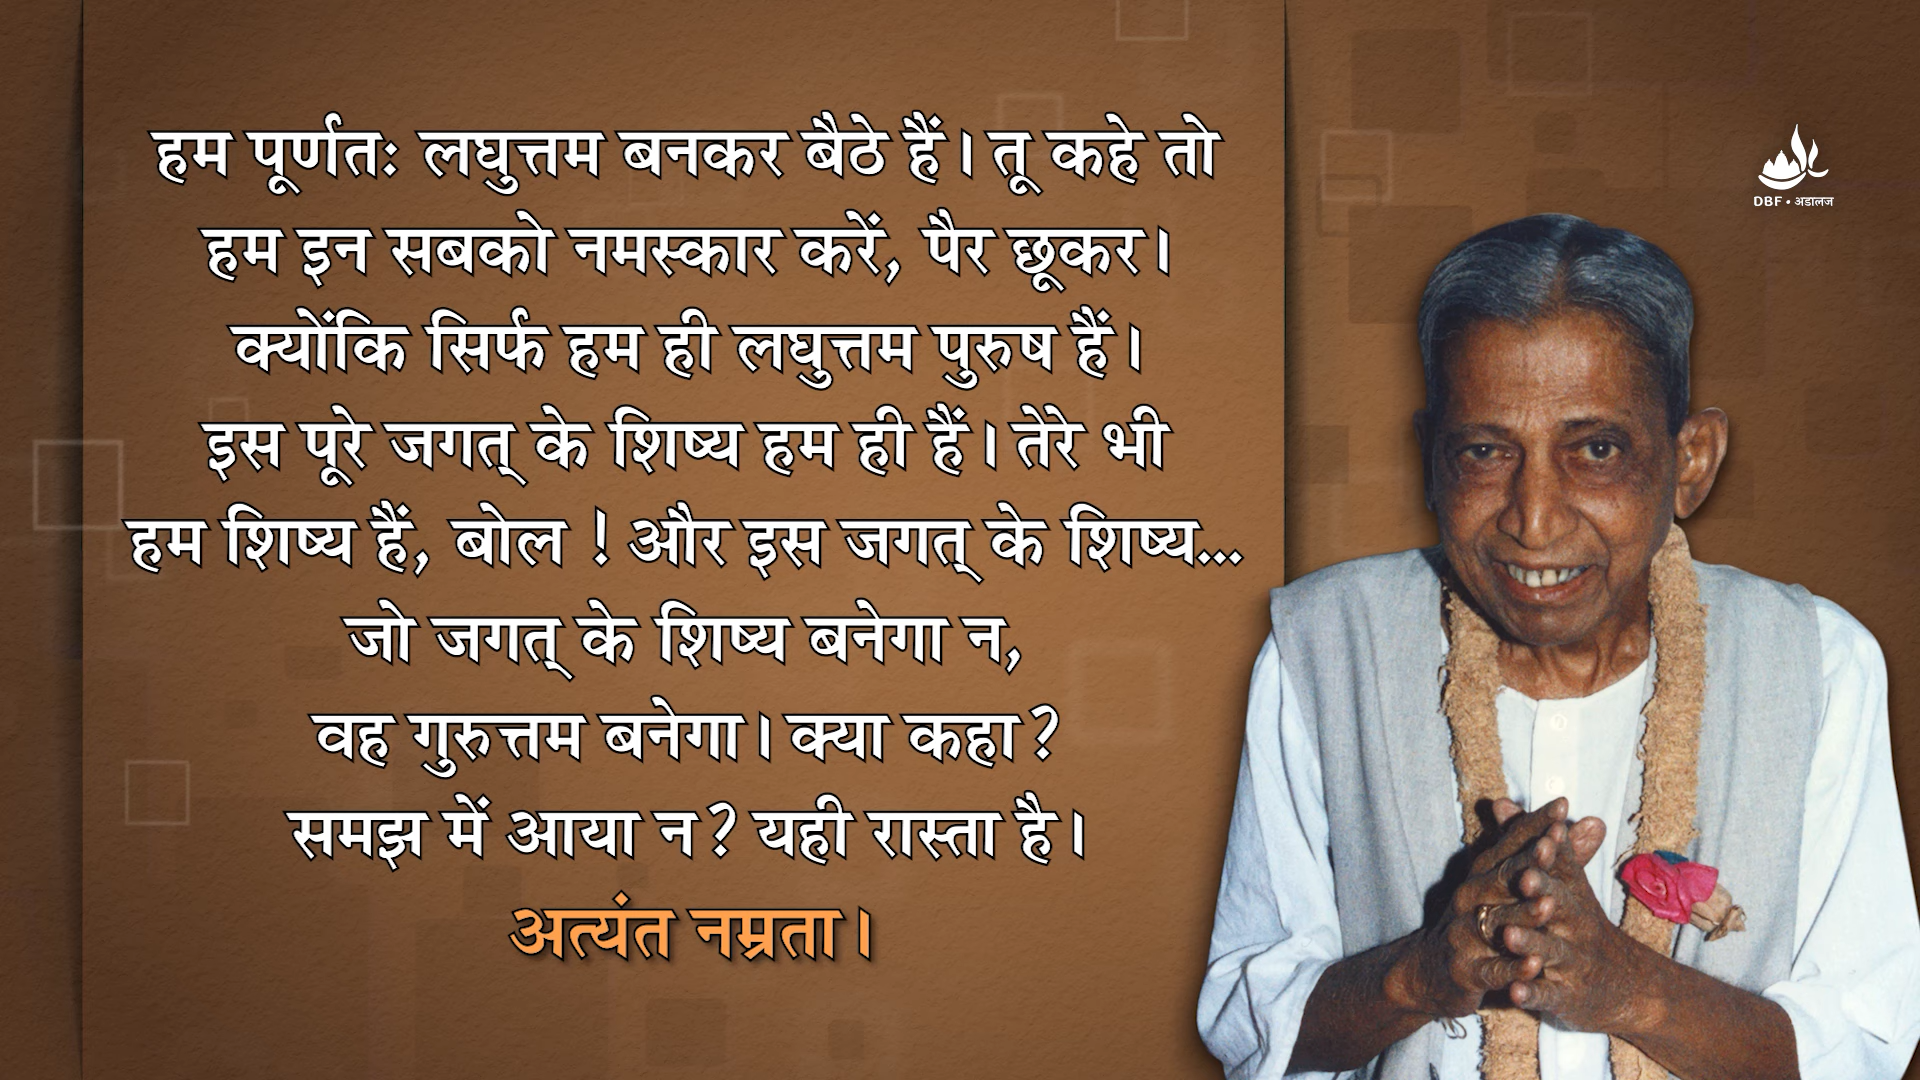 हम पूर्णतः लघुत्तम बनकर बैठे हैं। तू कहे तो
हम इन सबको नमस्कार करें, पैर छूकर।
क्योंकि सिर्फ हम ही लघुत्तम पुरुष हैं।
इस पूरे जगत् के शिष्य हम ही हैं। तेरे भी
हम शिष्य हैं, बोल ! और इस जगत् के शिष्य...
जो जगत् के शिष्य बनेगा न,
वह गुरुत्तम बनेगा। क्या कहा?
समझ में आया न? यही रास्ता है।
अत्यंत नम्रता।
DBF • अडालज